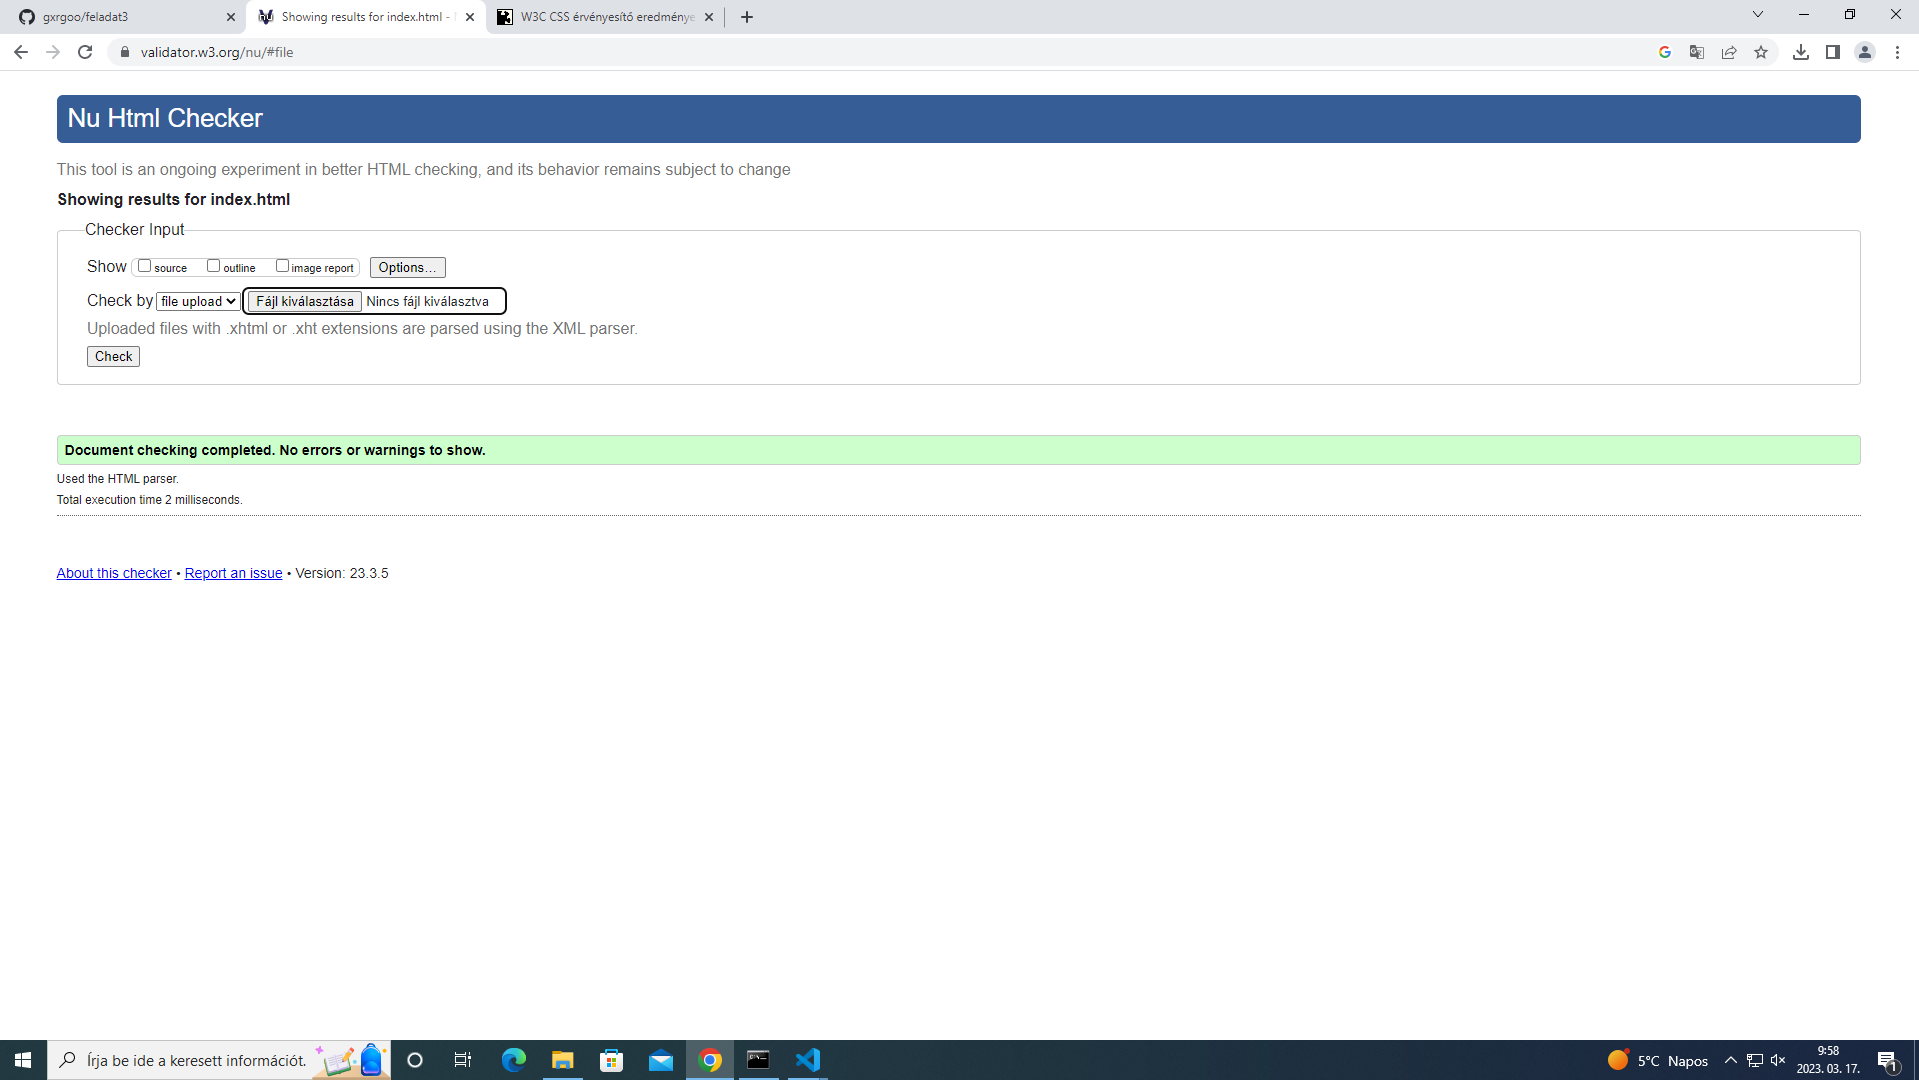 gxrgoo/feladat3
Showing results for index.html -
W3C CSS érvényesítő eredménye
validator.w3.org/nu/#file
Nu Html Checker
This tool is an ongoing experiment in better HTML checking, and its behavior remains subject to change
Showing results for index.html
Checker Input
Show source outline image report Options...
Check by file upload Fájl kiválasztása Nincs fájl kiválasztva
Uploaded files with .xhtml or .xht extensions are parsed using the XML parser.
Check
Document checking completed. No errors or warnings to show.
Used the HTML parser.
Total execution time 2 milliseconds.
About this checker • Report an issue • Version: 23.3.5
Írja be ide a keresett információt.
5°C Napos
9:58
2023. 03. 17.
1